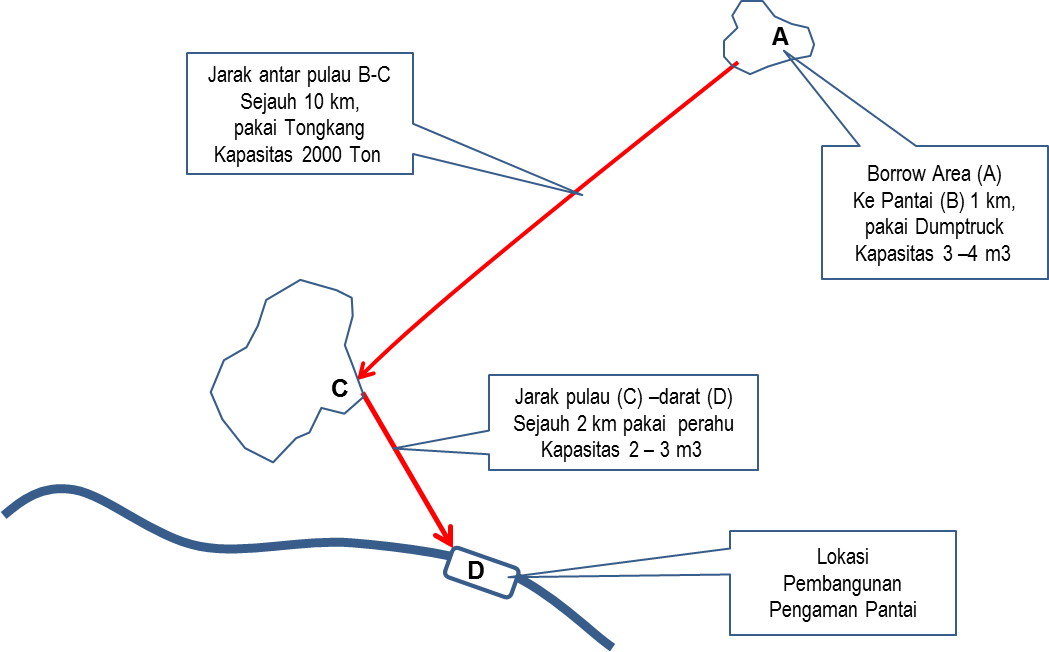 A
Jarak antar pulau B-C
Sejauh 10 km,
pakai Tongkang
Kapasitas 2000 Ton
Borrow Area (A)
Ke Pantai (B) 1 km,
pakai Dumptruck
Kapasitas 3 –4 m3
C
Jarak pulau (C) –darat (D)
Sejauh 2 km pakai perahu
Kapasitas 2 – 3 m3
D
Lokasi
Pembangunan
Pengaman Pantai